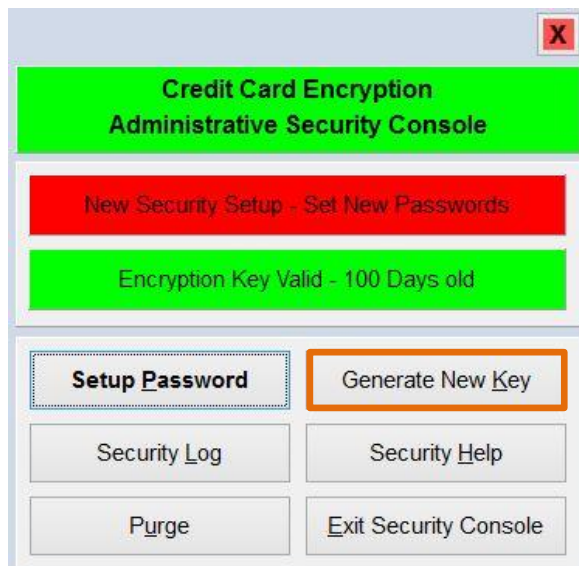 X
Credit Card Encryption
Administrative Security Console
New Security Setup - Set New Passwords
Encryption Key Valid - 100 Days old
Setup Password
Generate New Key
Security Log
Security Help
Purge
Exit Security Console